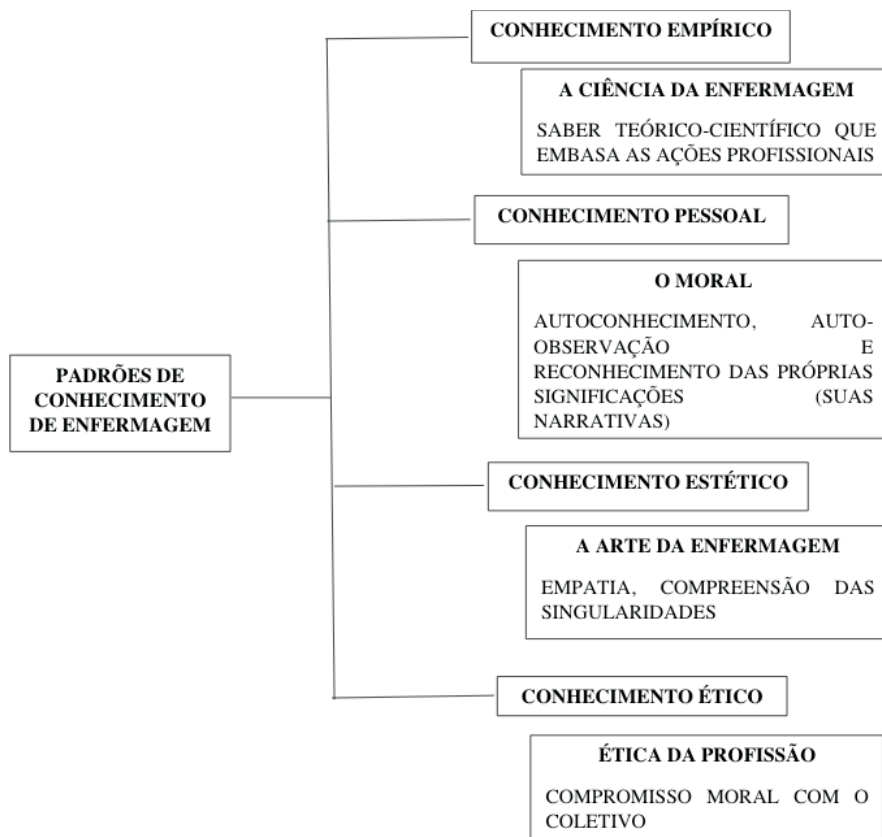 CONHECIMENTO EMPÍRICO
A CIÊNCIA DA ENFERMAGEM
SABER TEÓRICO-CIENTÍFICO QUE
EMBASA AS AÇÕES PROFISSIONAIS
CONHECIMENTO PESSOAL
O MORAL
AUTOCONHECIMENTO, AUTO-
OBSERVAÇÃO E
RECONHECIMENTO DAS PRÓPRIAS
SIGNIFICAÇÕES (SUAS
NARRATIVAS)
PADRÕES DE
CONHECIMENTO
DE ENFERMAGEM
CONHECIMENTO ESTÉTICO
A ARTE DA ENFERMAGEM
EMPATIA, COMPREENSÃO DAS
SINGULARIDADES
CONHECIMENTO ÉTICO
ÉTICA DA PROFISSÃO
COMPROMISSO MORAL COM O
COLETIVO